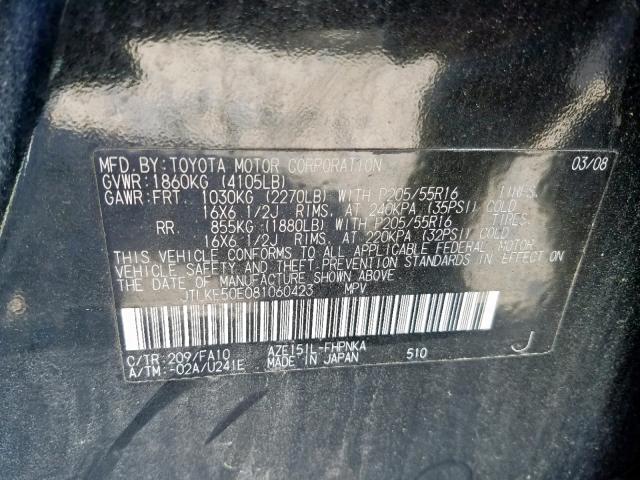 MFD. BY: TOYOTA MOTOR CORPORATION 03/08
GVWR: 1860KG (4105LB)
GAWR: FRT. 1030KG (2270LB) WITH P205/55R16 TIRES,
16X6 1/2J RIMS, AT 240KPA (35PSI) COLD
RR. 855KG (1880LB) WITH P205/55R16 TIRES,
16X6 1/2J RIMS, AT 220KPA (32PSI) COLD
THIS VEHICLE CONFORMS TO ALL APPLICABLE FEDERAL MOTOR
VEHICLE SAFETY AND THEFT PREVENTION STANDARDS IN EFFECT ON
THE DATE OF MANUFACTURE SHOWN ABOVE.
JTLKE50E081060423 MPV
C/TR: 209/FA10 AZE151L-FHPNKA 510 J
A/TM: -02A/U241E MADE IN JAPAN